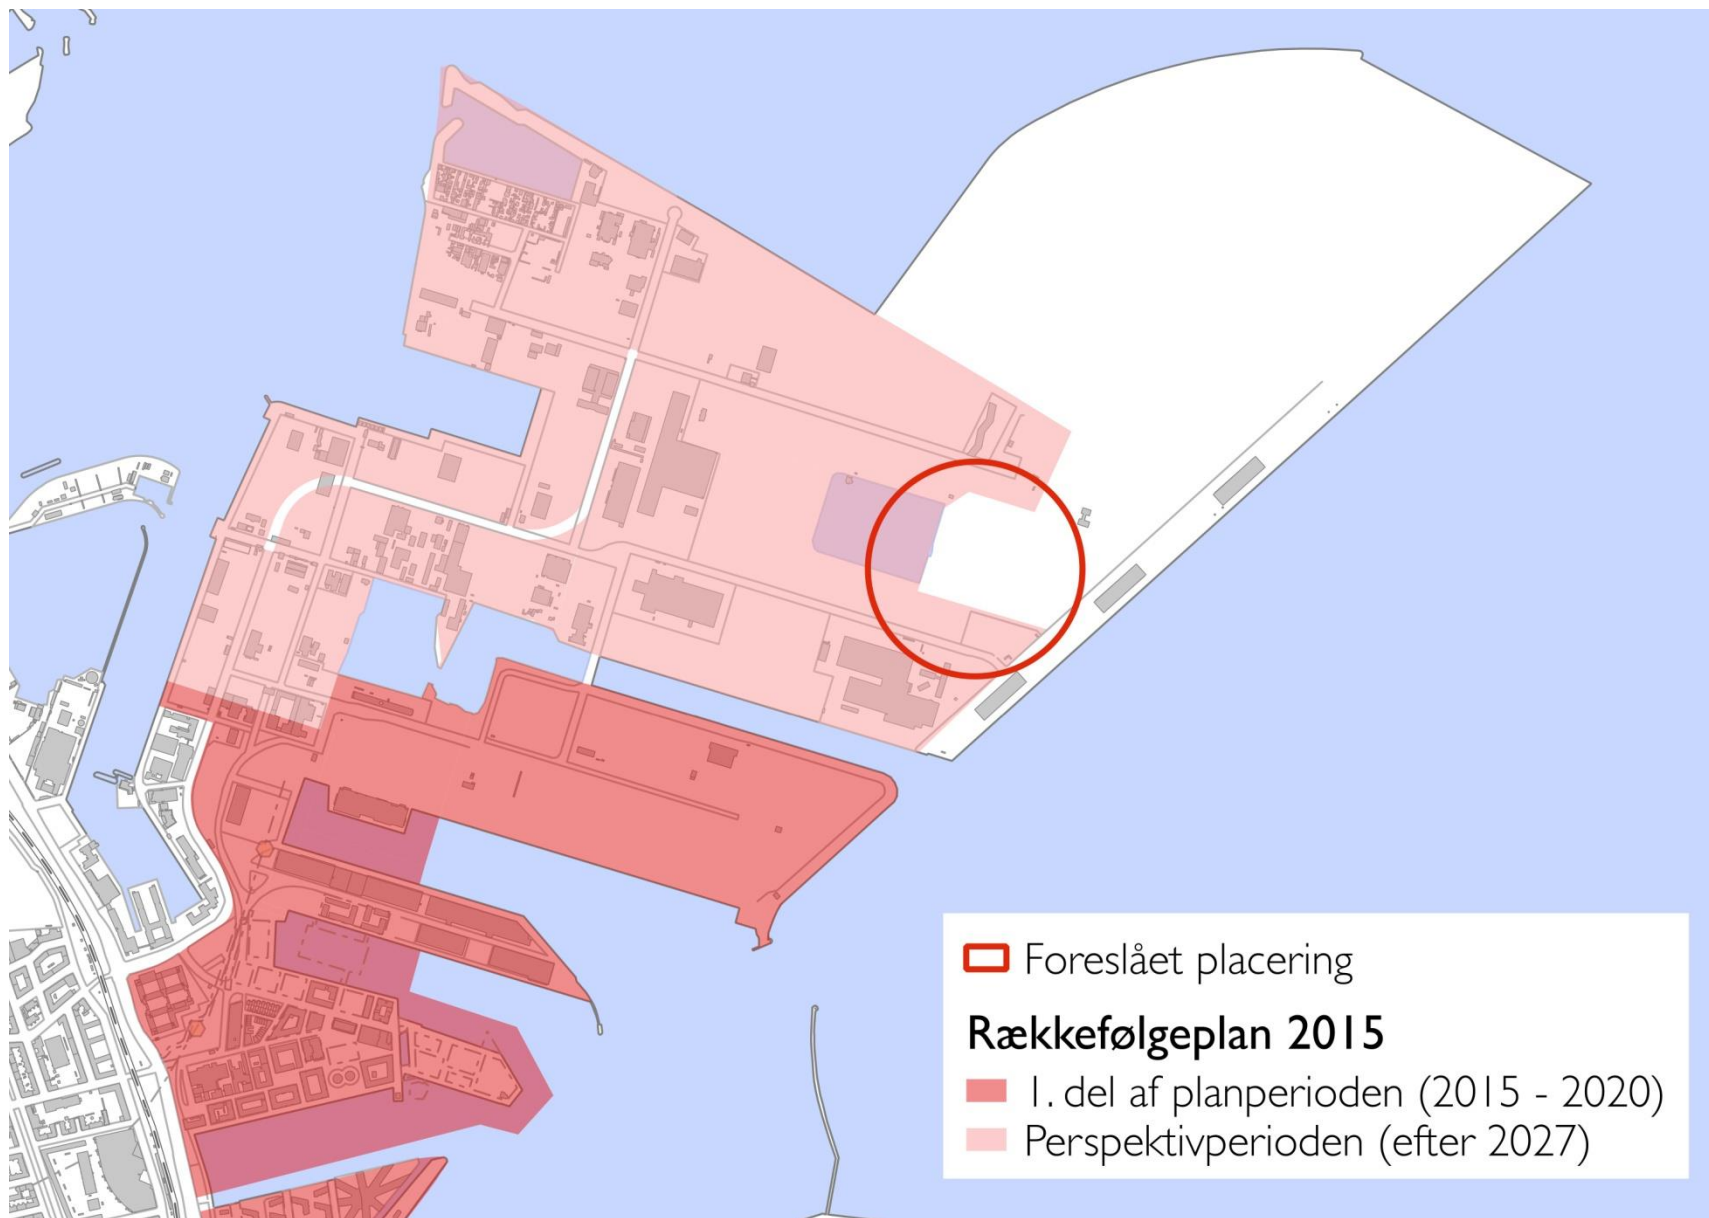 Foreslået placering
Rækkefølgeplan 2015
1. del af planperioden (2015 - 2020)
Perspektivperioden (efter 2027)